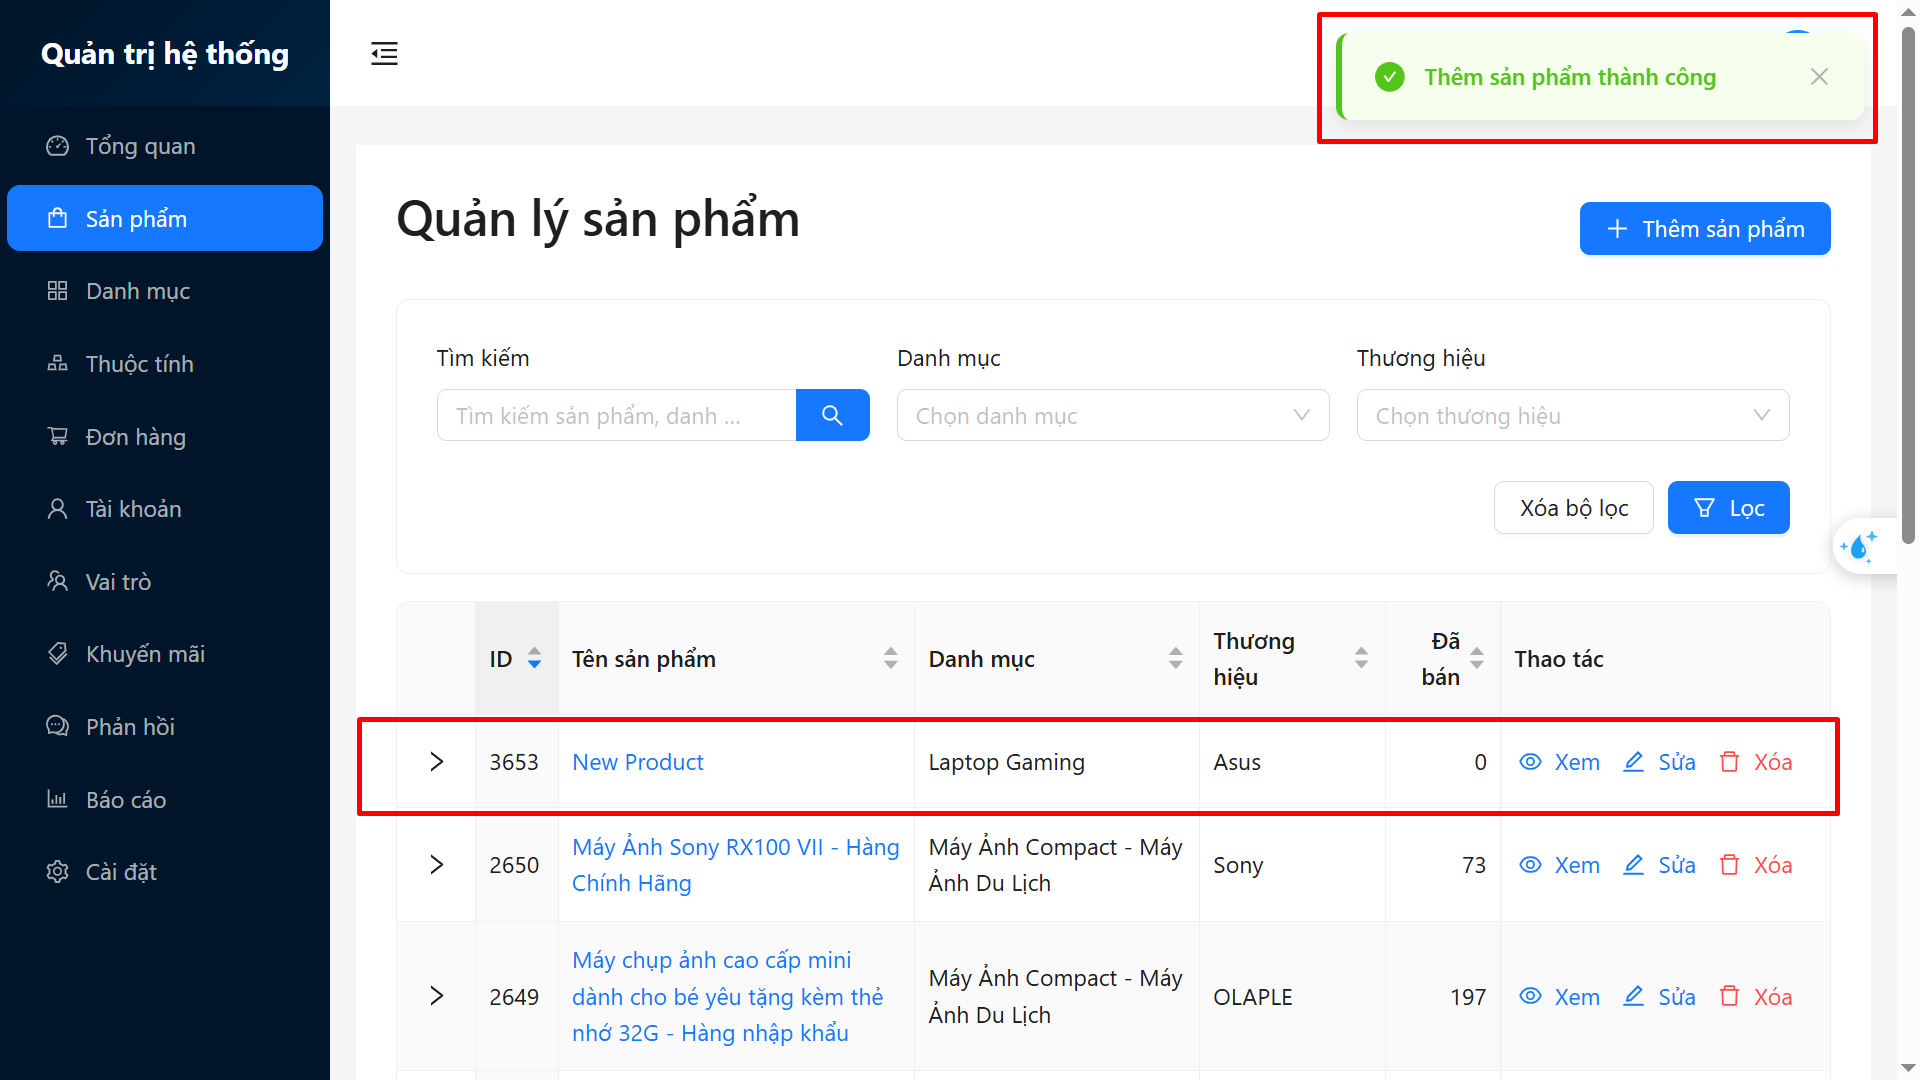 Quản trị hệ thống
Tổng quan
Sản phẩm
Danh mục
Thuộc tính
Đơn hàng
Tài khoản
Vai trò
Khuyến mãi
Phản hồi
Báo cáo
Cài đặt
Thêm sản phẩm thành công
Quản lý sản phẩm
Thêm sản phẩm
Tìm kiếm
Danh mục
Thương hiệu
Tìm kiếm sản phẩm, danh ...
Chọn danh mục
Chọn thương hiệu
Xóa bộ lọc
Lọc
ID
Tên sản phẩm
Danh mục
Thương
hiệu
Đã
bán
Thao tác
3653
New Product
Laptop Gaming
Asus
0
Xem
Sửa
Xóa
2650
Máy Ảnh Sony RX100 VII - Hàng
Chính Hãng
Máy Ảnh Compact - Máy
Ảnh Du Lịch
Sony
73
Xem
Sửa
Xóa
2649
Máy chụp ảnh cao cấp mini
dành cho bé yêu tặng kèm thẻ
nhớ 32G - Hàng nhập khẩu
Máy Ảnh Compact - Máy
Ảnh Du Lịch
OLAPLE
197
Xem
Sửa
Xóa